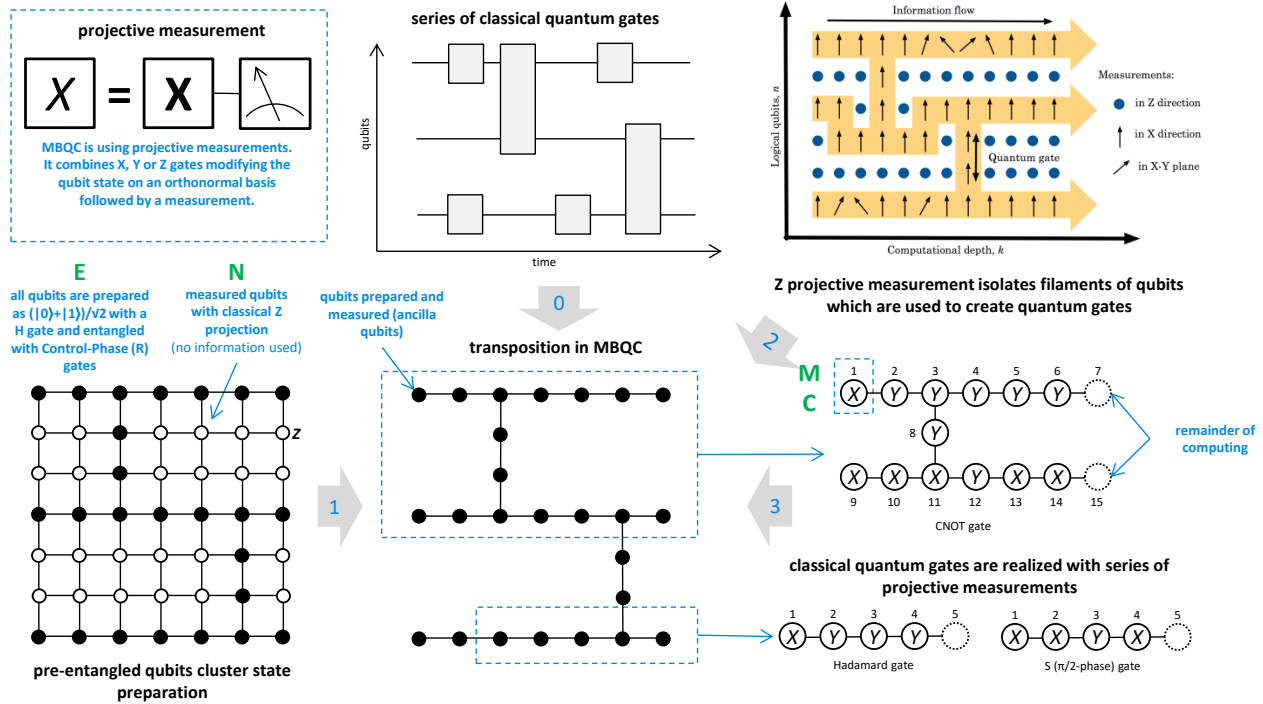 projective measurement
X = X
MBQC is using projective measurements.
It combines X, Y or Z gates modifying the
qubit state on an orthonormal basis
followed by a measurement.
series of classical quantum gates
qubits
time
Information flow
Logical qubits, n
Computational depth, k
Quantum gate
Measurements:
in Z direction
in X direction
in X-Y plane
Z projective measurement isolates filaments of qubits
which are used to create quantum gates
E
all qubits are prepared
as (|0⟩+|1⟩)/√2 with a
H gate and entangled
with Control-Phase (R)
gates
N
measured qubits
with classical Z
projection
(no information used)
Z
pre-entangled qubits cluster state
preparation
qubits prepared and
measured (ancilla
qubits)
0
1
2
3
transposition in MBQC
M
C
1 2 3 4 5 6 7
X Y Y Y Y Y
8 Y
X X X Y X X
9 10 11 12 13 14 15
CNOT gate
remainder of
computing
classical quantum gates are realized with series of
projective measurements
1 2 3 4 5
X Y Y Y
Hadamard gate
1 2 3 4 5
X X Y X
S (π/2-phase) gate